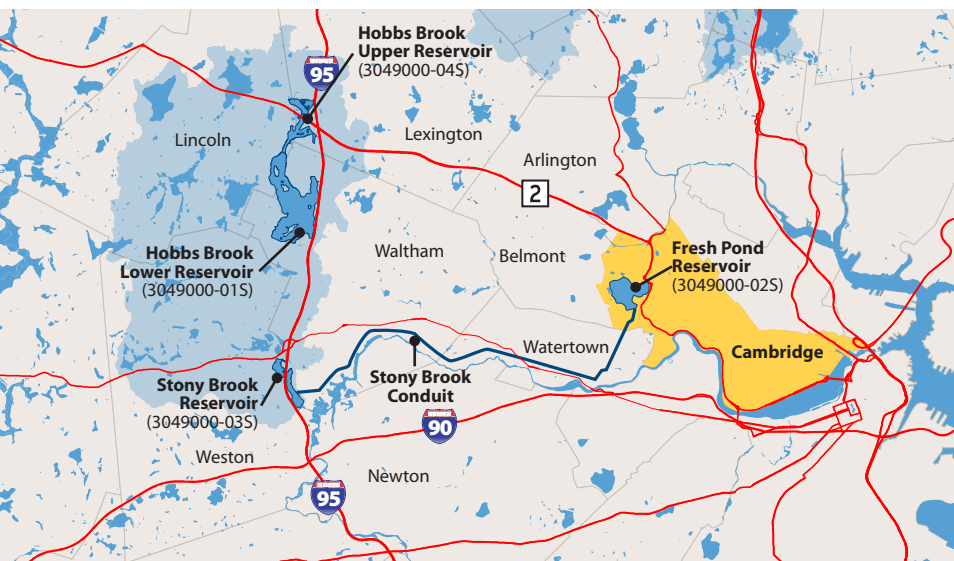 Hobbs Brook
Upper Reservoir
(3049000-04S)
95
Lincoln
Lexington
Arlington
2
Hobbs Brook
Lower Reservoir
(3049000-01S)
Waltham
Belmont
Fresh Pond
Reservoir
(3049000-02S)
Watertown
Cambridge
Stony Brook
Reservoir
(3049000-03S)
Stony Brook
Conduit
90
Weston
Newton
95